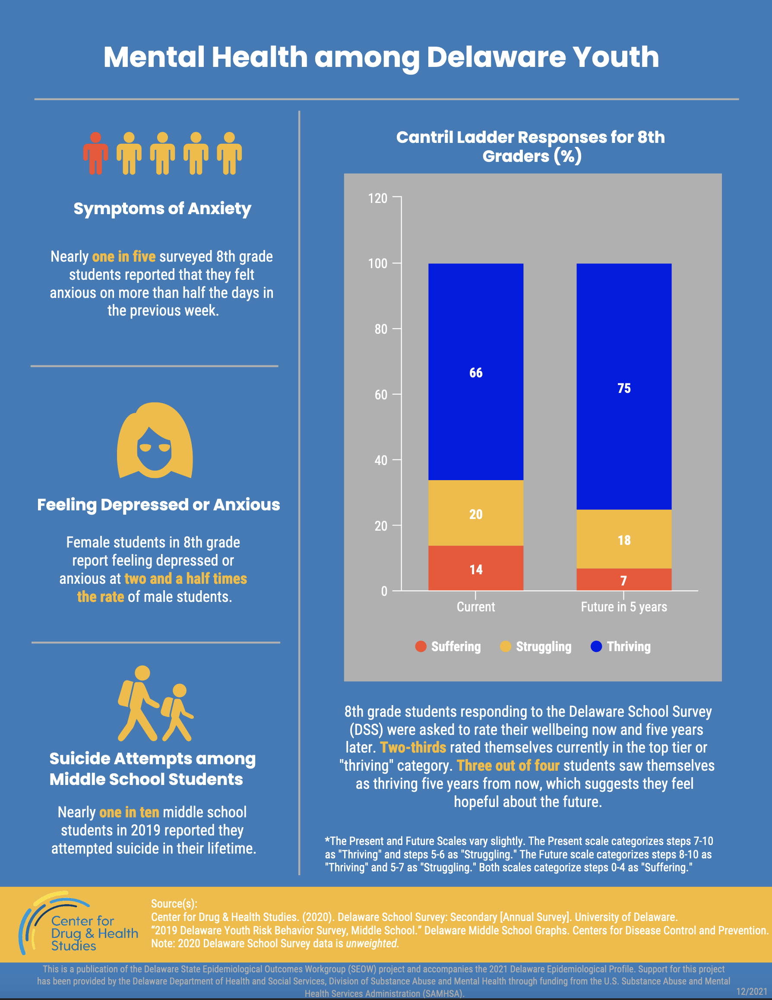 Mental Health among Delaware Youth
Symptoms of Anxiety
Nearly one in five surveyed 8th grade
students reported that they felt
anxious on more than half the days in
the previous week.
Feeling Depressed or Anxious
Female students in 8th grade
report feeling depressed or
anxious at two and a half times
the rate of male students.
Suicide Attempts among
Middle School Students
Nearly one in ten middle school
students in 2019 reported they
attempted suicide in their lifetime.
Cantril Ladder Responses for 8th
Graders (%)
120
100
80
60
40
20
0
66
20
14
75
18
7
Current
Future in 5 years
Suffering
Struggling
Thriving
8th grade students responding to the Delaware School Survey
(DSS) were asked to rate their wellbeing now and five years
later. Two-thirds rated themselves currently in the top tier or
"thriving" category. Three out of four students saw themselves
as thriving five years from now, which suggests they feel
hopeful about the future.
*The Present and Future Scales vary slightly. The Present scale categorizes steps 7-10
as "Thriving" and steps 5-6 as "Struggling." The Future scale categorizes steps 8-10 as
"Thriving" and 5-7 as "Struggling." Both scales categorize steps 0-4 as "Suffering."
Center for
Drug & Health
Studies
Source(s):
Center for Drug & Health Studies. (2020). Delaware School Survey: Secondary [Annual Survey]. University of Delaware.
“2019 Delaware Youth Risk Behavior Survey, Middle School.” Delaware Middle School Graphs. Centers for Disease Control and Prevention.
Note: 2020 Delaware School Survey data is unweighted.
This is a publication of the Delaware State Epidemiological Outcomes Workgroup (SEOW) project and accompanies the 2021 Delaware Epidemiological Profile. Support for this project
has been provided by the Delaware Department of Health and Social Services, Division of Substance Abuse and Mental Health through funding from the U.S. Substance Abuse and Mental
Health Services Administration (SAMHSA).
12/2021